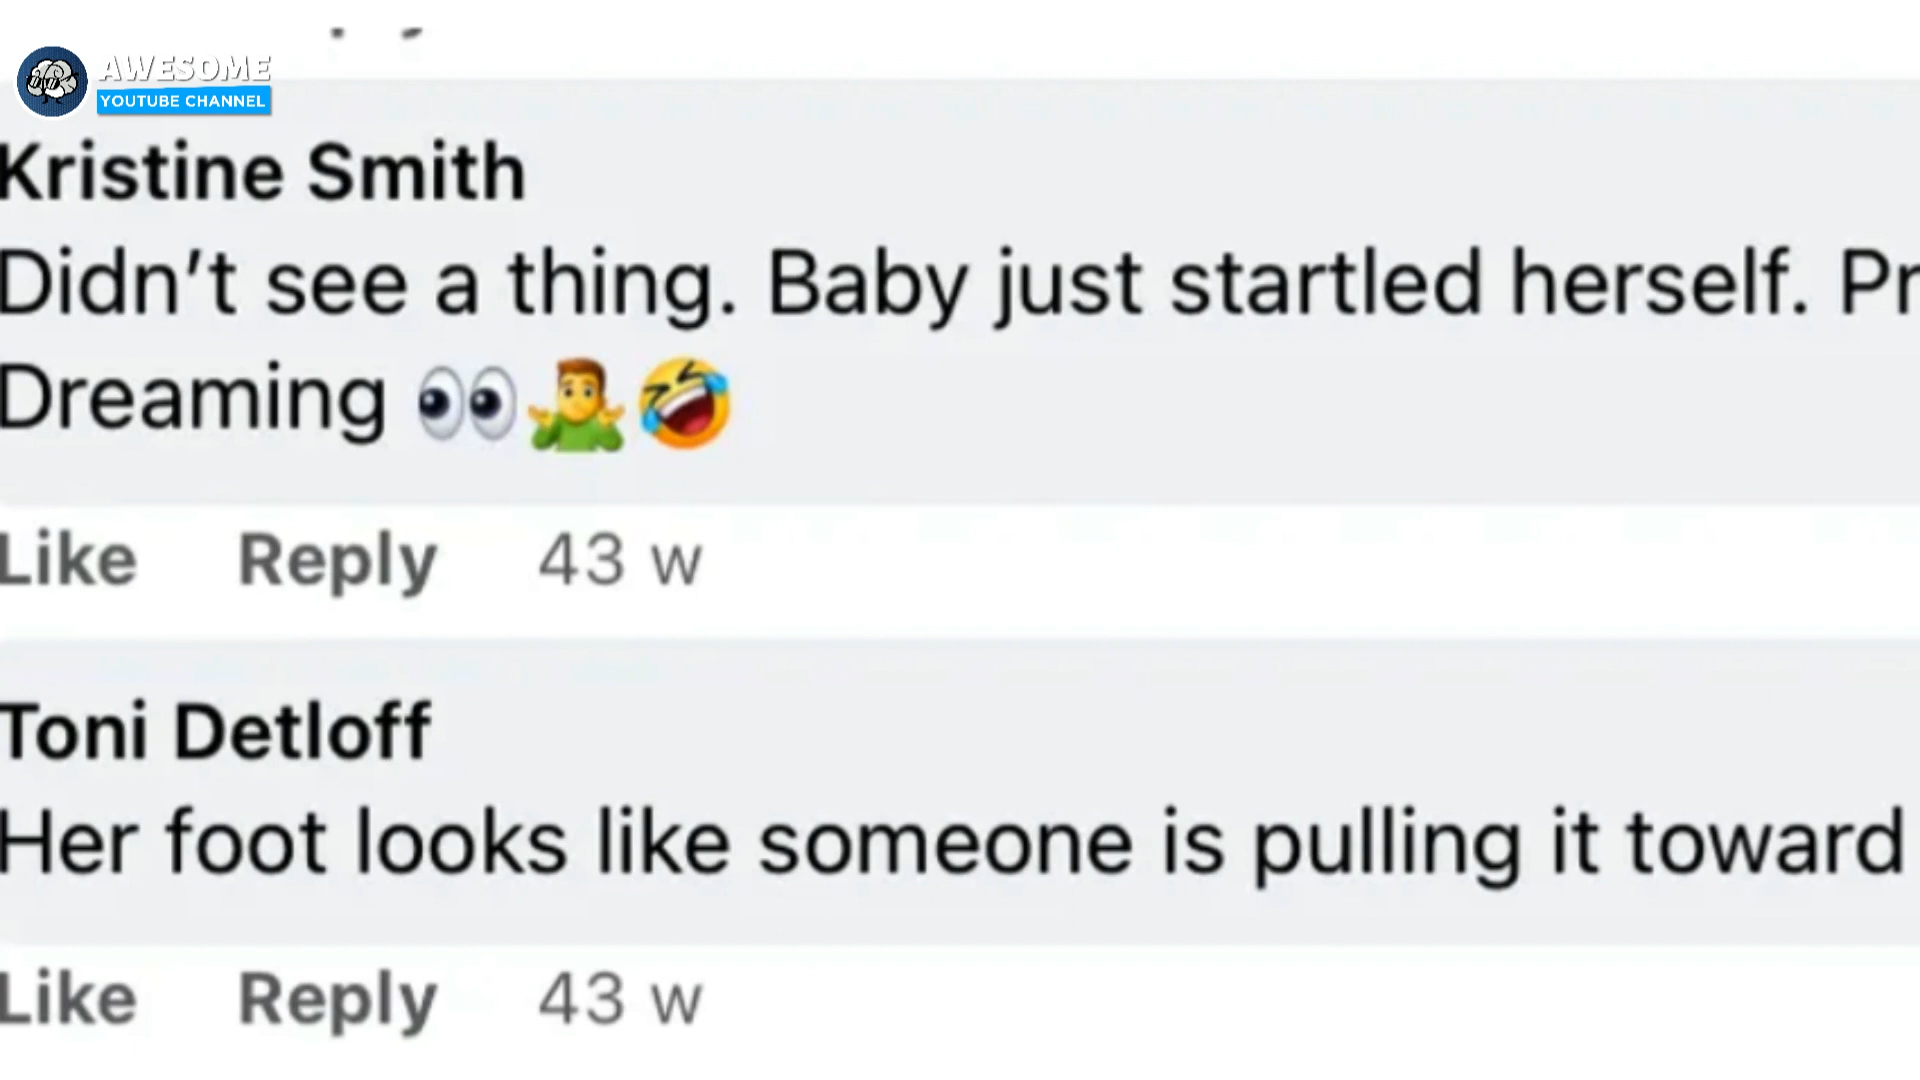 AWESOME
YOUTUBE CHANNEL
Kristine Smith
Didn't see a thing. Baby just startled herself.
Dreaming 👀🤷‍♂️🤣
Like Reply 43 w
Toni Detloff
Her foot looks like someone is pulling it toward
Like Reply 43 w